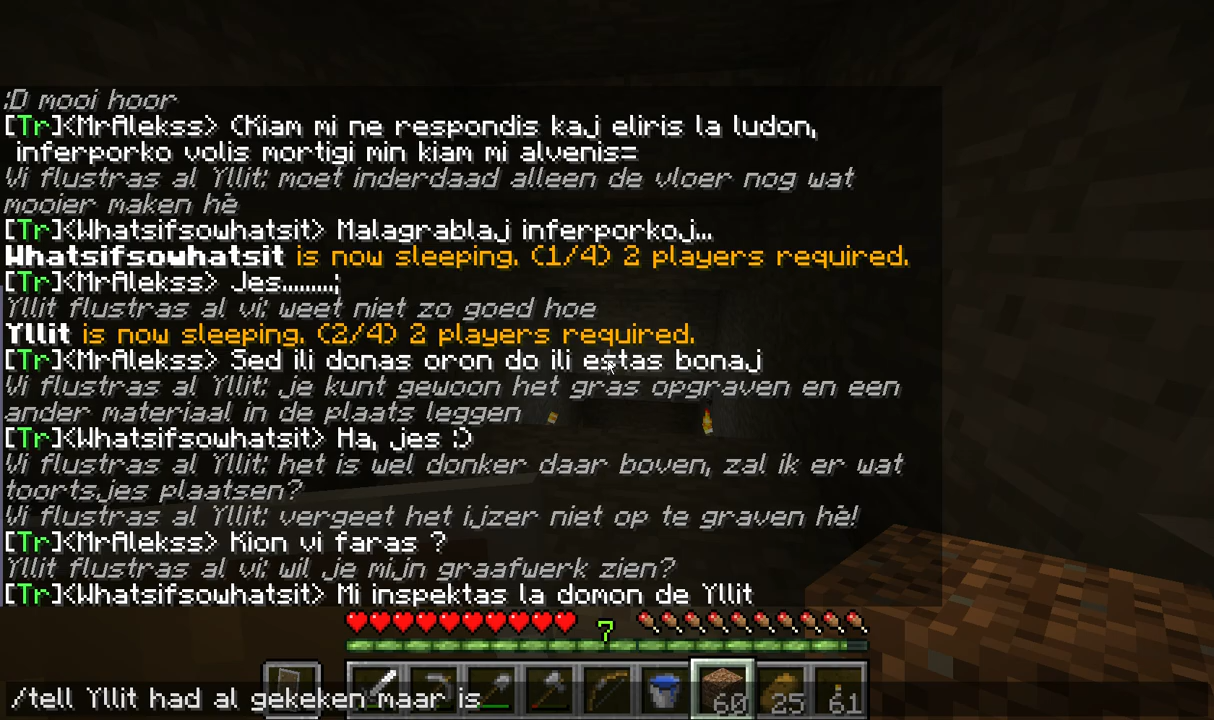 :D mooi hoor
[Tr]<MrAlekss> (Kiam mi ne respondis kaj eliris la ludon,
inferporko volis mortigi min kiam mi alvenis=
Vi flustras al Yllit: moet inderdaad alleen de vloer nog wat
mooier maken hè
[Tr]<Whatsifsowhatsit> Malagrablaj inferporkoj...
Whatsifsowhatsit is now sleeping. (1/4) 2 players required.
[Tr]<MrAlekss> Jes.........;
Yllit flustras al vi: weet niet zo goed hoe
Yllit is now sleeping. (2/4) 2 players required.
[Tr]<MrAlekss> Sed ili donas oron do ili estas bonaj
Vi flustras al Yllit: je kunt gewoon het gras opgraven en een
ander materiaal in de plaats leggen
[Tr]<Whatsifsowhatsit> Ha, jes :)
Vi flustras al Yllit: het is wel donker daar boven, zal ik er wat
toortsjes plaatsen?
Vi flustras al Yllit: vergeet het ijzer niet op te graven hè!
[Tr]<MrAlekss> Kion vi faras ?
Yllit flustras al vi: wil je mijn graafwerk zien?
[Tr]<Whatsifsowhatsit> Mi inspektas la domon de Yllit
7
60 25 61
/tell Yllit had al gekeken maar is